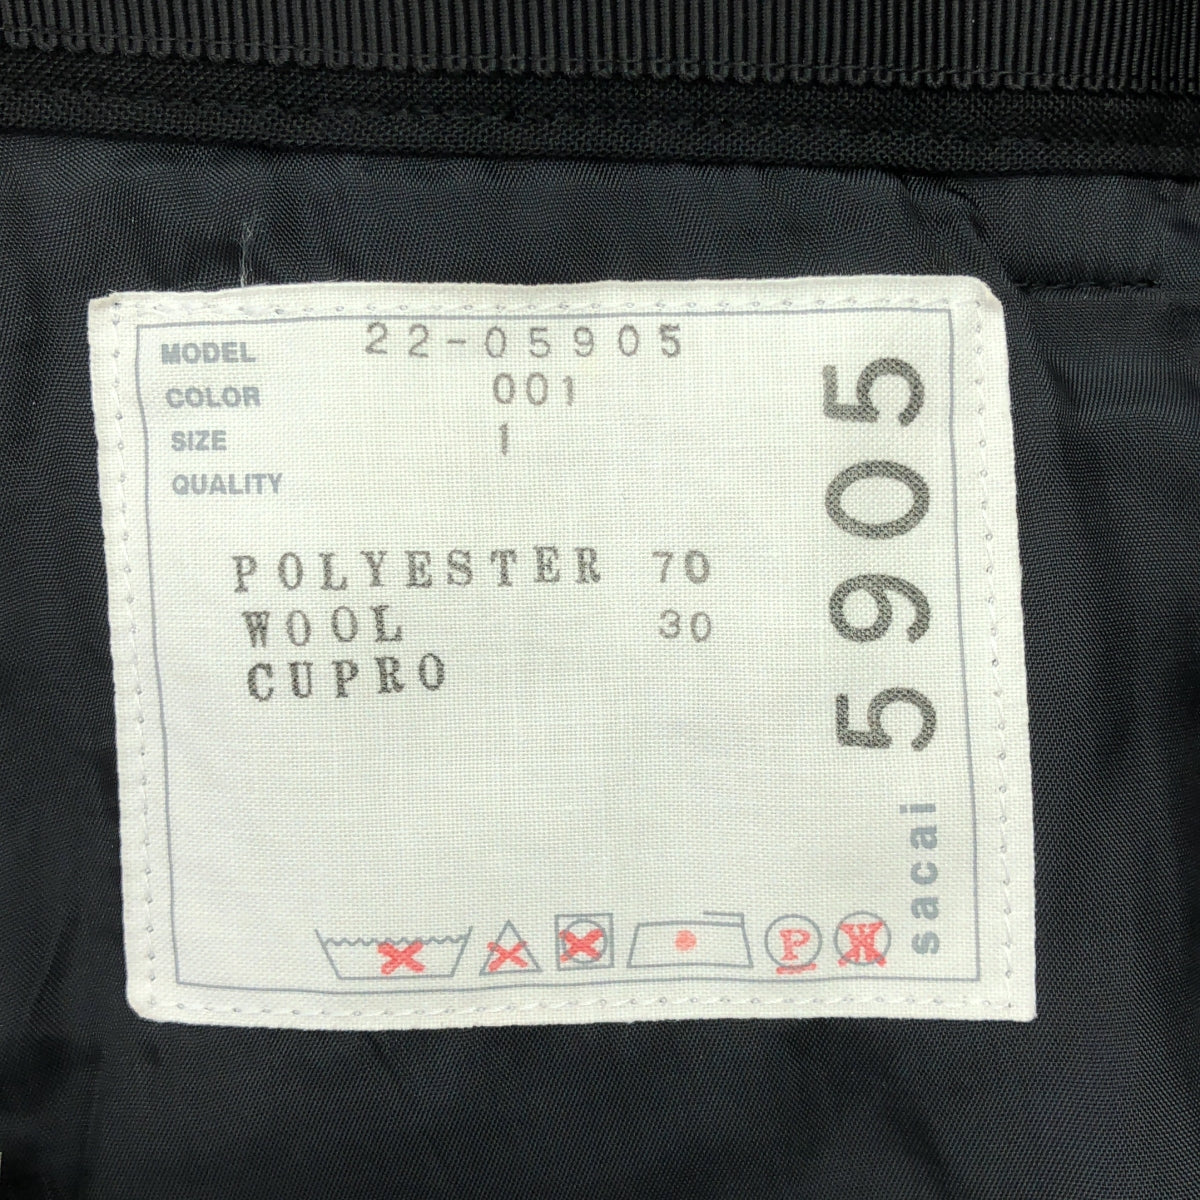 MODEL 22-05905
COLOR 001
SIZE 1
QUALITY
POLYESTER 70
WOOL 30
CUPRO
5905
sacai
P
W